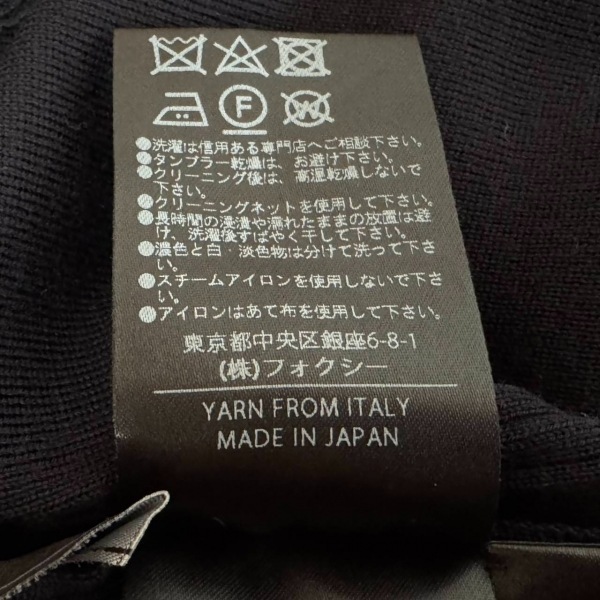 F W
●洗濯は信用ある専門店へご相談下さい。
●タンブラー乾燥は、お避け下さい。
●クリーニング後は、高温乾燥しないで
下さい。
●クリーニングネットを使用して下さい。
●長時間の浸漬や濡れたままの放置は避
け、洗濯後すばやく干して下さい。
●濃色と白・淡色物は分けて洗って下さ
い。
●スチームアイロンを使用しないで下さ
い。
●アイロンはあて布を使用して下さい。
東京都中央区銀座6-8-1
(株)フォクシー
YARN FROM ITALY
MADE IN JAPAN